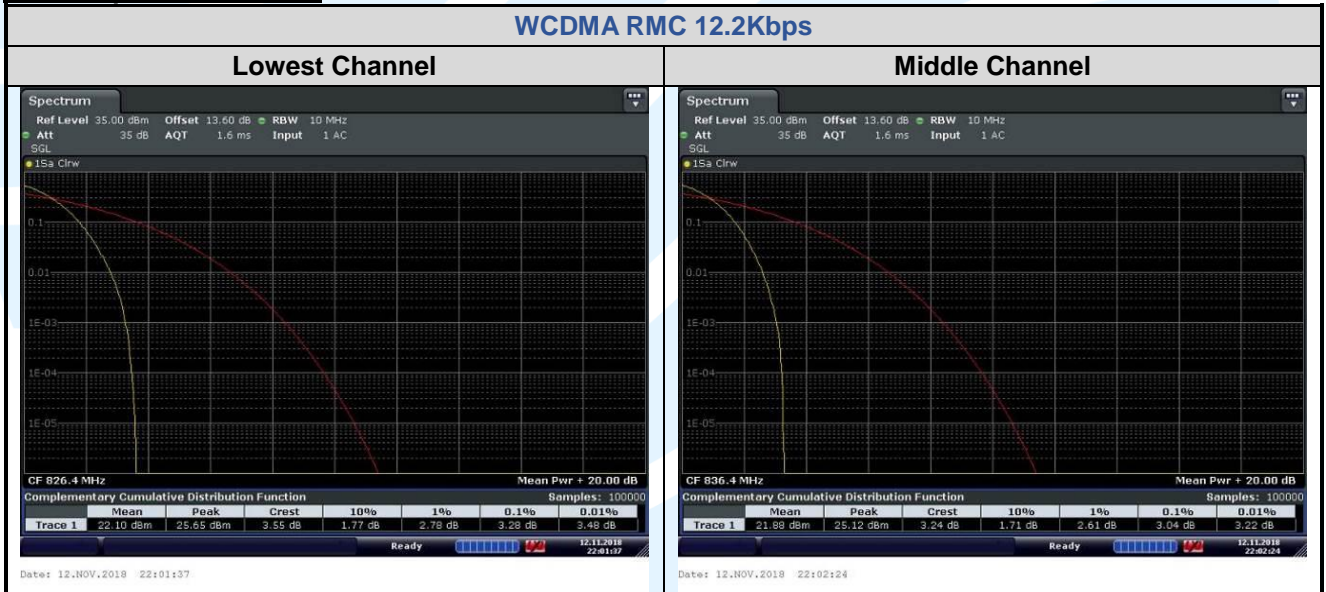 WCDMA RMC 12.2Kbps
Lowest Channel
Middle Channel
Spectrum
Ref Level 35.00 dBm Offset 13.60 dB RBW 10 MHz
Att 35 dB AQT 1.6 ms Input 1 AC
SGL
1Sa Clrw
0.1
0.01
1E-03
1E-04
1E-05
CF 826.4 MHz Mean Pwr + 20.00 dB
Complementary Cumulative Distribution Function Samples: 100000
Mean Peak Crest 10% 1% 0.1% 0.01%
Trace 1 22.10 dBm 25.65 dBm 3.55 dB 1.77 dB 2.78 dB 3.28 dB 3.48 dB
Ready 12.11.2018
22:01:37
Date: 12.NOV.2018 22:01:37
Spectrum
Ref Level 35.00 dBm Offset 13.60 dB RBW 10 MHz
Att 35 dB AQT 1.6 ms Input 1 AC
SGL
1Sa Clrw
0.1
0.01
1E-03
1E-04
1E-05
CF 836.4 MHz Mean Pwr + 20.00 dB
Complementary Cumulative Distribution Function Samples: 100000
Mean Peak Crest 10% 1% 0.1% 0.01%
Trace 1 21.88 dBm 25.12 dBm 3.24 dB 1.71 dB 2.61 dB 3.04 dB 3.22 dB
Ready 12.11.2018
22:02:24
Date: 12.NOV.2018 22:02:24